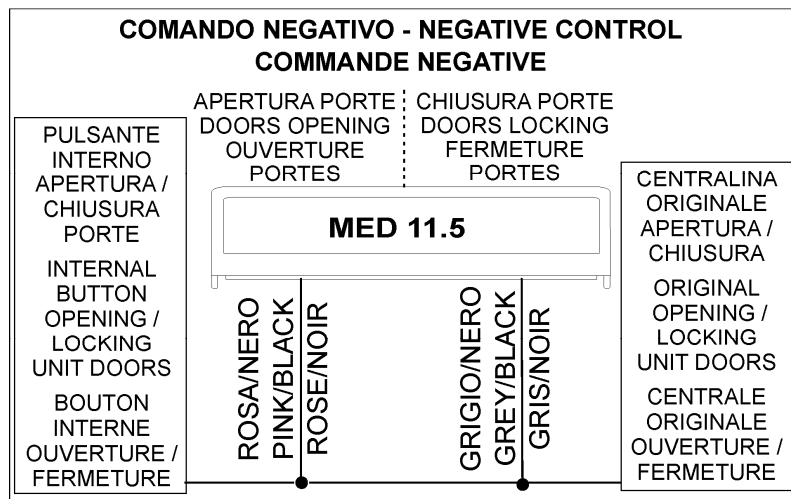 COMANDO NEGATIVO - NEGATIVE CONTROL
COMMANDE NEGATIVE
APERTURA PORTE
DOORS OPENING
OUVERTURE
PORTES
CHIUSURA PORTE
DOORS LOCKING
FERMETURE
PORTES
PULSANTE
INTERNO
APERTURA /
CHIUSURA
PORTE
INTERNAL
BUTTON
OPENING /
LOCKING
UNIT DOORS
BOUTON
INTERNE
OUVERTURE /
FERMETURE
MED 11.5
ROSA/NERO
PINK/BLACK
ROSE/NOIR
GRIGIO/NERO
GREY/BLACK
GRIS/NOIR
CENTRALINA
ORIGINALE
APERTURA /
CHIUSURA
ORIGINAL
OPENING /
LOCKING
UNIT DOORS
CENTRALE
ORIGINALE
OUVERTURE /
FERMETURE